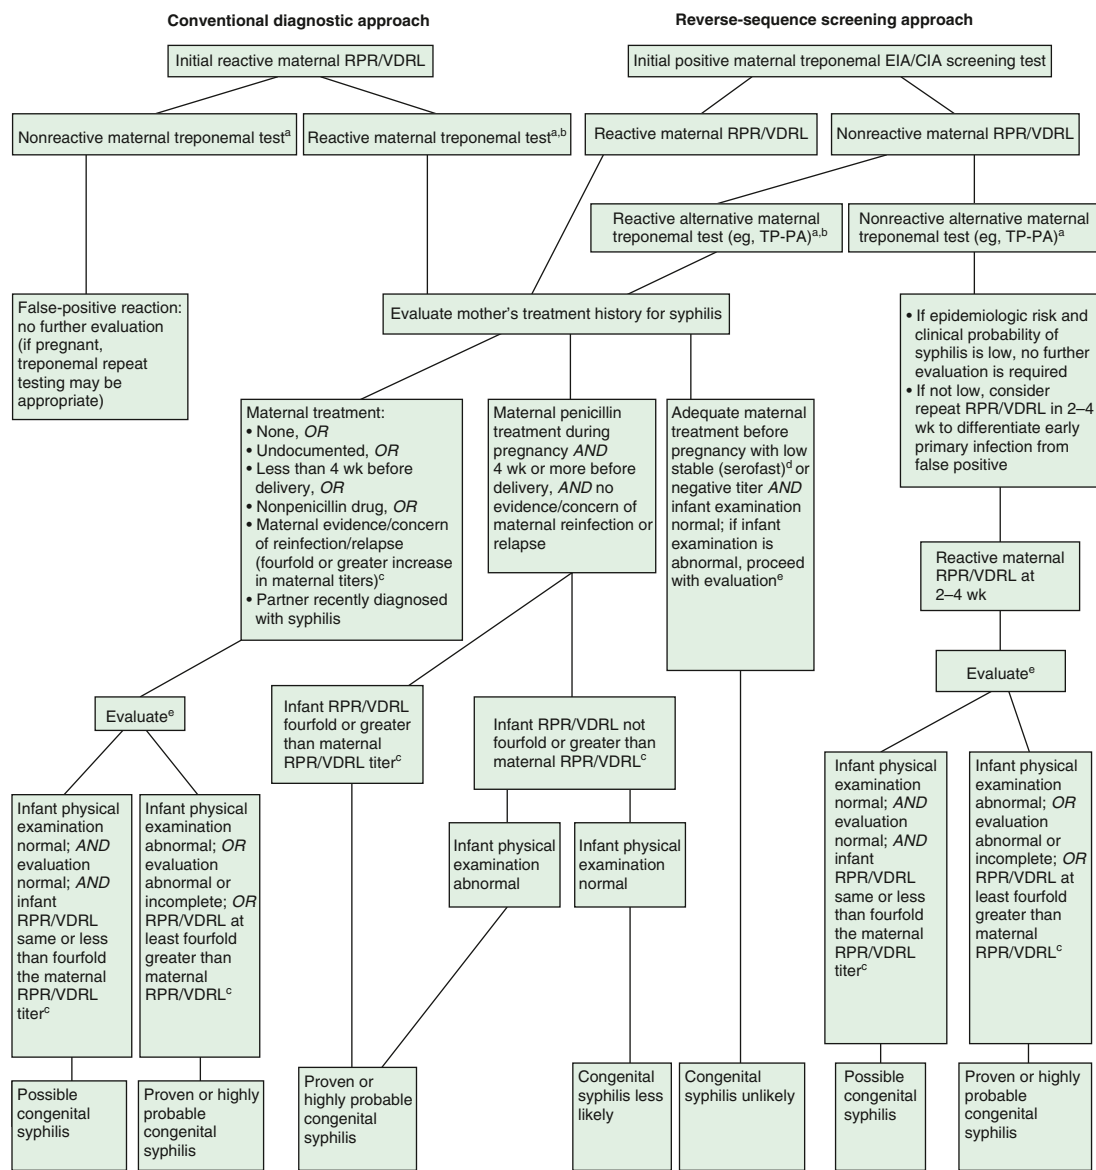 Conventional diagnostic approach
Reverse-sequence screening approach
Initial reactive maternal RPR/VDRL
Initial positive maternal treponemal EIA/CIA screening test
Nonreactive maternal treponemal testᵃ
Reactive maternal treponemal testᵃ,ᵇ
Reactive maternal RPR/VDRL
Nonreactive maternal RPR/VDRL
Reactive alternative maternal
treponemal test (eg, TP-PA)ᵃ,ᵇ
Nonreactive alternative maternal
treponemal test (eg, TP-PA)ᵃ
False-positive reaction:
no further evaluation
(if pregnant,
treponemal repeat
testing may be
appropriate)
Evaluate mother's treatment history for syphilis
• If epidemiologic risk and
clinical probability of
syphilis is low, no further
evaluation is required
• If not low, consider
repeat RPR/VDRL in 2–4
wk to differentiate early
primary infection from
false positive
Maternal treatment:
• None, OR
• Undocumented, OR
• Less than 4 wk before
delivery, OR
• Nonpenicillin drug, OR
• Maternal evidence/concern
of reinfection/relapse
(fourfold or greater increase
in maternal titers)ᶜ
• Partner recently diagnosed
with syphilis
Maternal penicillin
treatment during
pregnancy AND
4 wk or more before
delivery, AND no
evidence/concern of
maternal reinfection or
relapse
Adequate maternal
treatment before
pregnancy with low
stable (serofast)ᵈ or
negative titer AND
infant examination
normal; if infant
examination is
abnormal, proceed
with evaluationᵉ
Reactive maternal
RPR/VDRL at
2–4 wk
Evaluateᵉ
Evaluateᵉ
Infant RPR/VDRL
fourfold or greater
than maternal
RPR/VDRL titerᶜ
Infant RPR/VDRL not
fourfold or greater than
maternal RPR/VDRLᶜ
Infant physical
examination
normal; AND
evaluation
normal; AND
infant
RPR/VDRL
same or less
than fourfold
the maternal
RPR/VDRL
titerᶜ
Infant physical
examination
abnormal; OR
evaluation
abnormal or
incomplete; OR
RPR/VDRL at
least fourfold
greater than
maternal
RPR/VDRLᶜ
Infant physical
examination
abnormal
Infant physical
examination
normal
Infant physical
examination
normal; AND
evaluation
normal; AND
infant
RPR/VDRL
same or less
than fourfold
the maternal
RPR/VDRL
titerᶜ
Infant physical
examination
abnormal; OR
evaluation
abnormal or
incomplete; OR
RPR/VDRL at
least fourfold
greater than
maternal
RPR/VDRLᶜ
Possible
congenital
syphilis
Proven or highly
probable
congenital
syphilis
Proven or
highly probable
congenital
syphilis
Congenital
syphilis less
likely
Congenital
syphilis unlikely
Possible
congenital
syphilis
Proven or highly
probable
congenital
syphilis